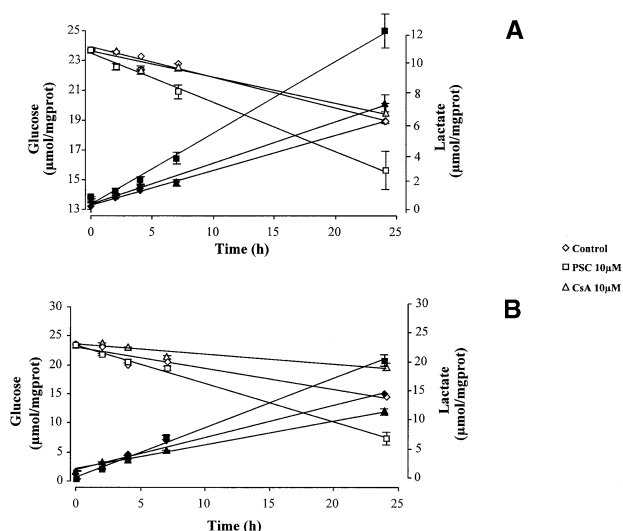 A
25
23
21
19
17
15
13
Glucose
(µmol/mgprot)
12
10
8
6
4
2
0
Lactate
(µmol/mgprot)
0 5 10 15 20 25
Time (h)
Control
PSC 10µM
CsA 10µM
B
30
25
20
15
10
5
0
Glucose
(µmol/mgprot)
30
25
20
15
10
5
0
Lactate
(µmol/mgprot)
0 5 10 15 20 25
Time (h)